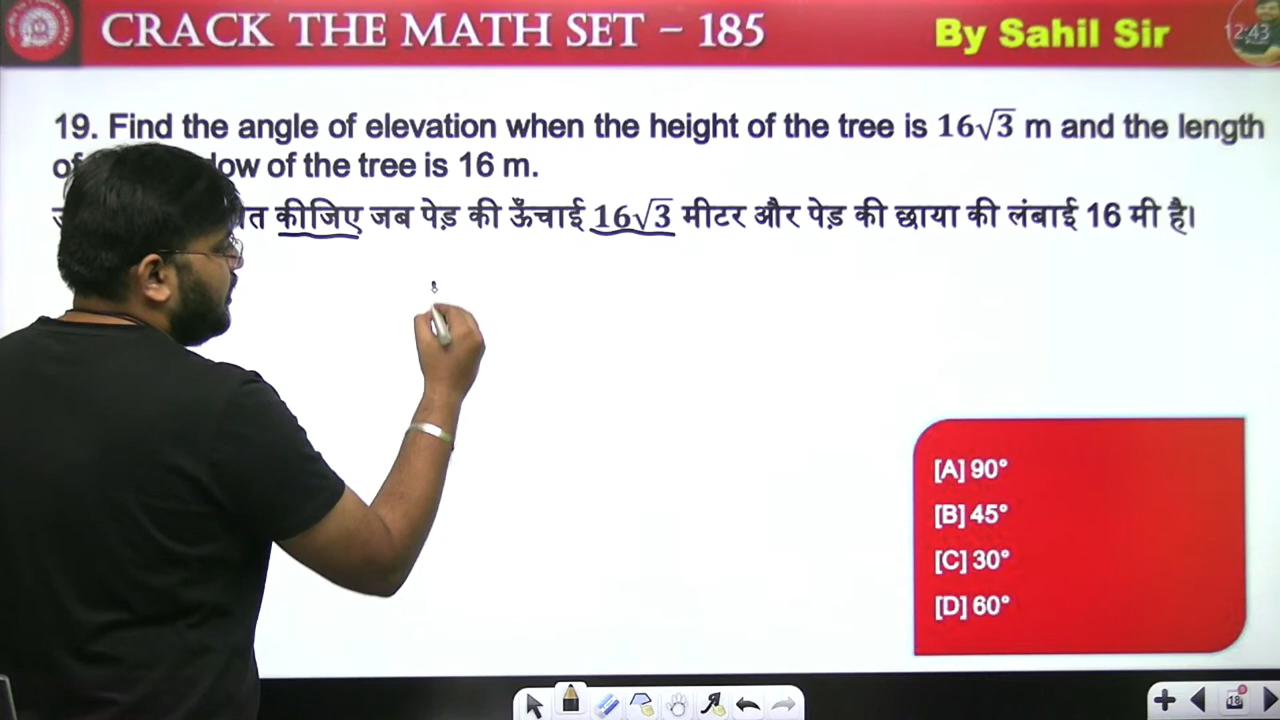 CRACK THE MATH SET – 185
By Sahil Sir
12:43
19. Find the angle of elevation when the height of the tree is 16√3 m and the length
of of the tree is 16 m.
कीजिए जब पेड़ की ऊँचाई 16√3 मीटर और पेड़ की छाया की लंबाई 16 मी है।
[A] 90°
[B] 45°
[C] 30°
[D] 60°
18